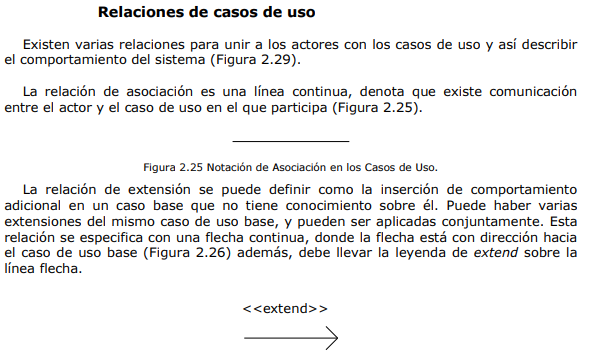 Relaciones de casos de uso
Existen varias relaciones para unir a los actores con los casos de uso y así describir
el comportamiento del sistema (Figura 2.29).
La relación de asociación es una línea continua, denota que existe comunicación
entre el actor y el caso de uso en el que participa (Figura 2.25).
Figura 2.25 Notación de Asociación en los Casos de Uso.
La relación de extensión se puede definir como la inserción de comportamiento
adicional en un caso base que no tiene conocimiento sobre él. Puede haber varias
extensiones del mismo caso de uso base, y pueden ser aplicadas conjuntamente. Esta
relación se especifica con una flecha continua, donde la flecha está con dirección hacia
el caso de uso base (Figura 2.26) además, debe llevar la leyenda de extend sobre la
línea flecha.
<<extend>>